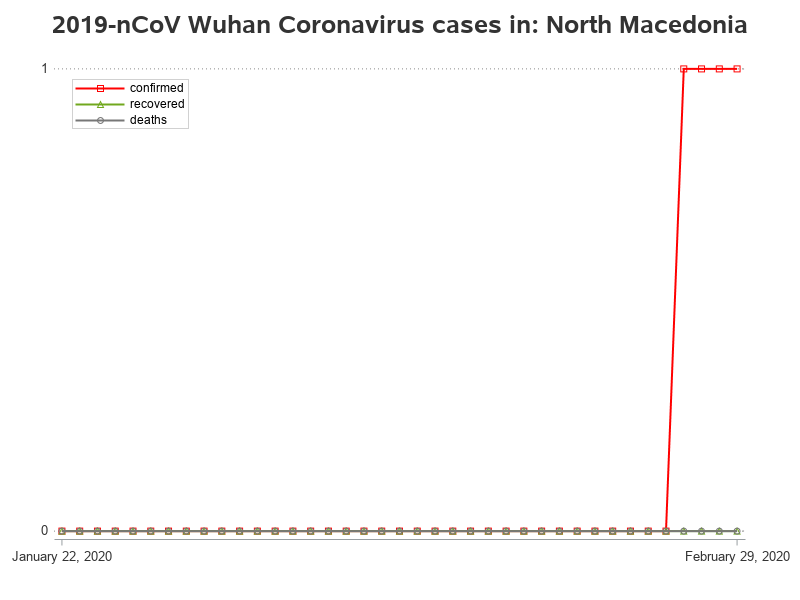 2019-nCoV Wuhan Coronavirus cases in: North Macedonia
1
confirmed
recovered
deaths
0
January 22, 2020
February 29, 2020